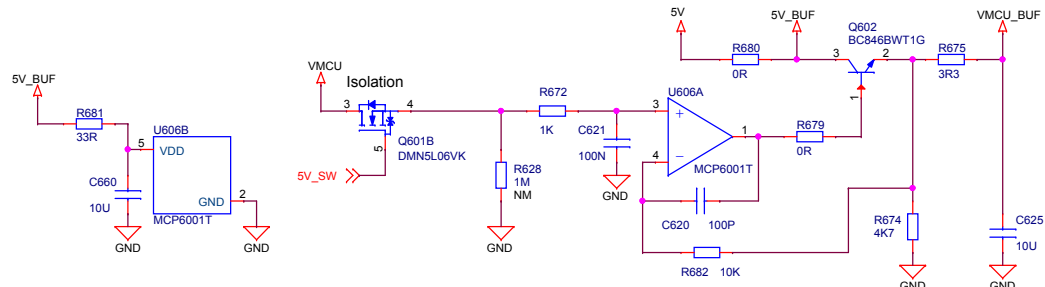 5V_BUF
R681
33R
U606B
5
VDD
C660
10U
GND
2
MCP6001T
GND
GND
VMCU
Isolation
3
4
5
Q601B
DMN5L06VK
5V_SW
R628
1M
NM
GND
R672
1K
C621
100N
GND
U606A
3
+
4
−
1
MCP6001T
C620
100P
R682
10K
R679
0R
5V
R680
0R
5V_BUF
Q602
BC846BWT1G
3
2
1
R675
3R3
VMCU_BUF
R674
4K7
GND
C625
10U
GND